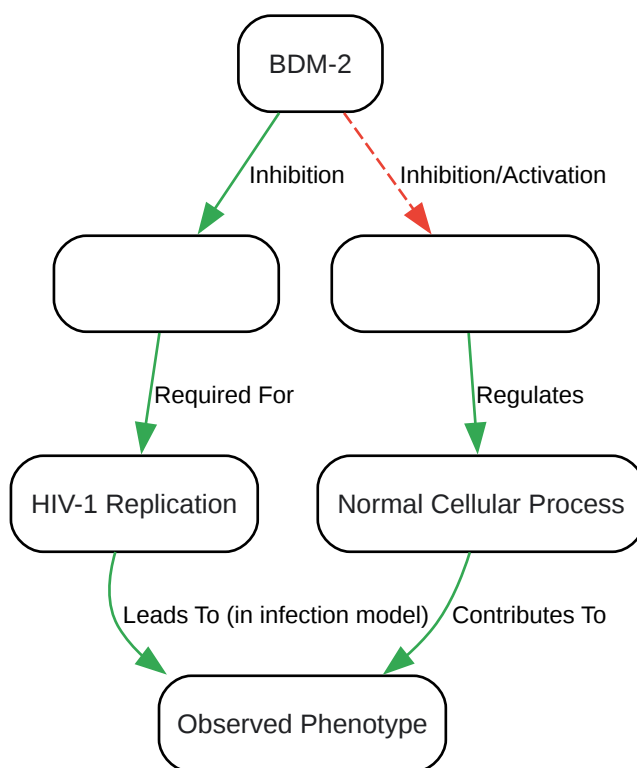 BDM-2
Inhibition
Inhibition/Activation
Required For
Regulates
HIV-1 Replication
Normal Cellular Process
Leads To (in infection model)
Contributes To
Observed Phenotype